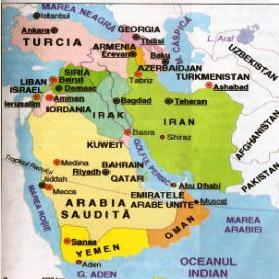 MAREA NEAGRĂ
Istanbul
Ankara
TURCIA
GEORGIA
Tbilisi
ARMENIA
Erevan
M. CASPICĂ
Baku
AZERBAIDJAN
L. Aral
UZBEKISTAN
TURKMENISTAN
Ashabad
Tabriz
SIRIA
LIBAN
Beirut
ISRAEL
Damasc
Ierusalim
Amman
IORDANIA
Bagdad
Teheran
IRAK
IRAN
AFGHANISTAN
Basra
Shiraz
KUWEIT
PAKISTAN
Medina
BAHRAIN
Tropicul Racului
Riyadh
QATAR
Jiddah
Mecca
Abu Dhabi
EMIRATELE
ARABE UNITE
Muscat
ARABIA
SAUDITĂ
MAREA ROȘIE
OMAN
MAREA
ARABIEI
Sanaa
YEMEN
Aden
G. ADEN
OCEANUL
INDIAN